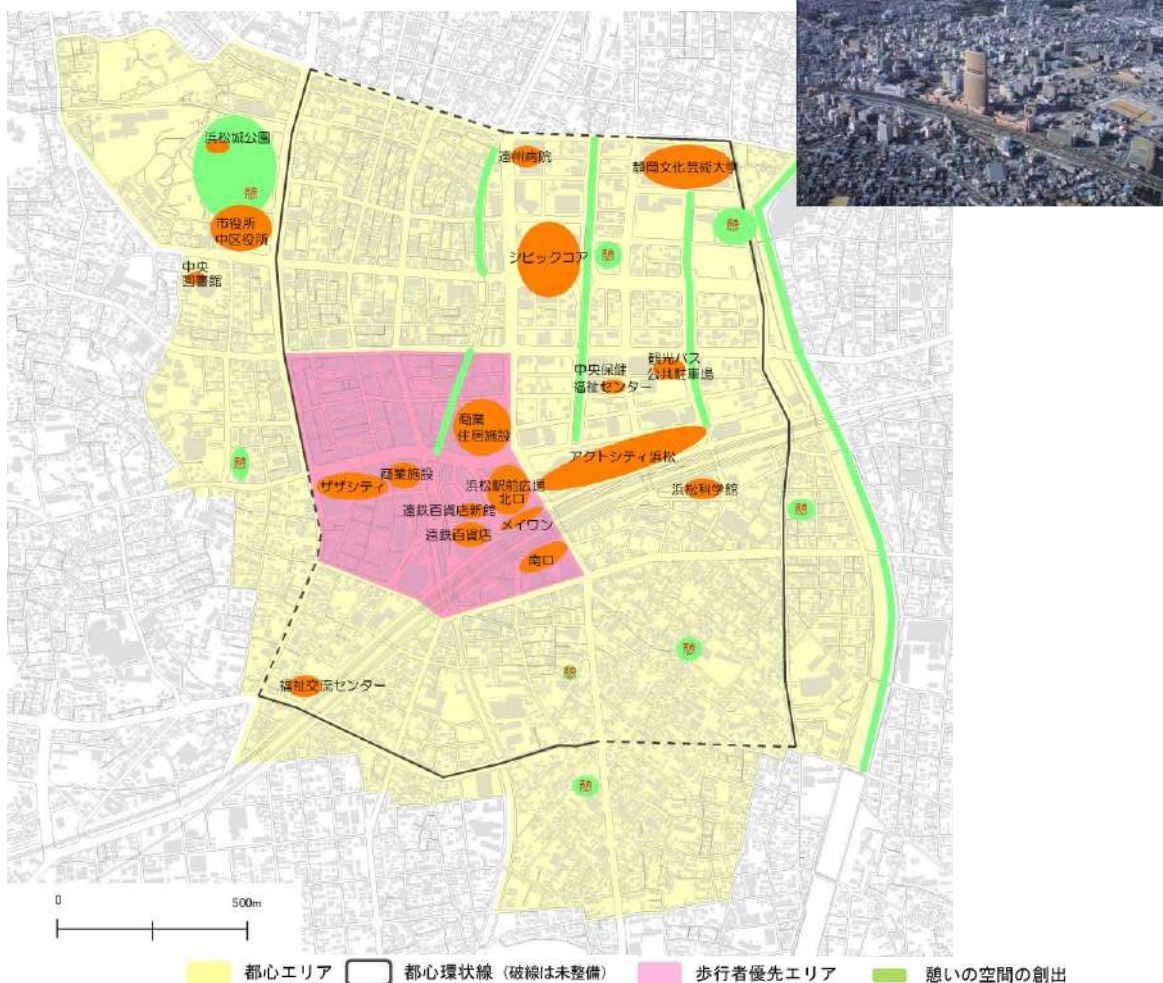 浜松城公園
憩
市役所
中区役所
中央
図書館
遠州病院
静岡文化芸術大学
憩
シビックコア
憩
中央保健
福祉センター
観光バス
公共駐車場
商業
住居施設
アクトシティ浜松
憩
ザザシティ
商業施設
浜松駅前広場
北口
浜松科学館
遠鉄百貨店新館
メイワン
遠鉄百貨店
憩
南口
憩
憩
福祉交流センター
憩
0
500m
都心エリア
都心環状線（破線は未整備）
歩行者優先エリア
憩いの空間の創出